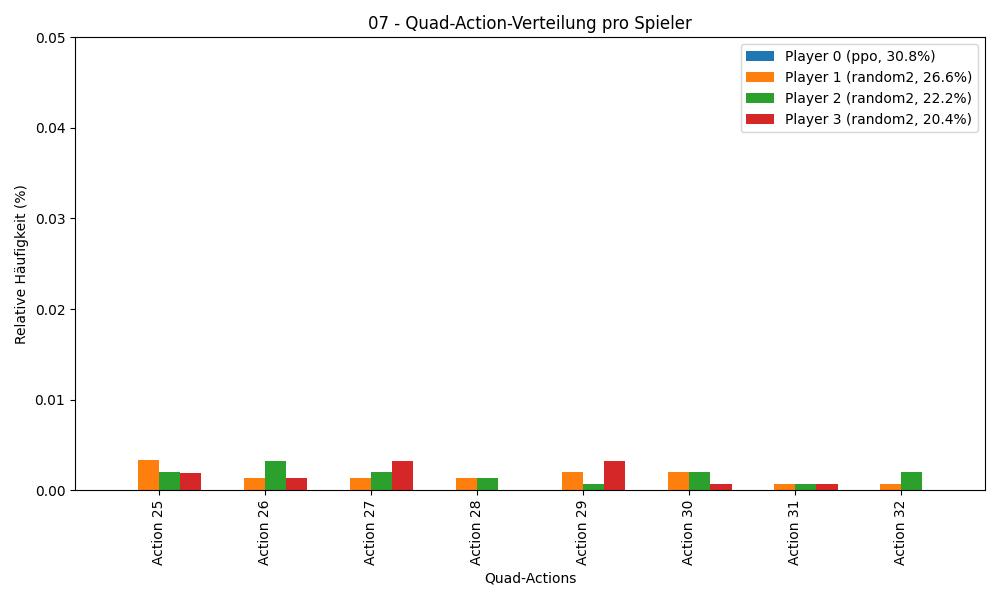 07 - Quad-Action-Verteilung pro Spieler
Relative Häufigkeit (%)
0.05
0.04
0.03
0.02
0.01
0.00
Player 0 (ppo, 30.8%)
Player 1 (random2, 26.6%)
Player 2 (random2, 22.2%)
Player 3 (random2, 20.4%)
Action 25
Action 26
Action 27
Action 28
Action 29
Action 30
Action 31
Action 32
Quad-Actions